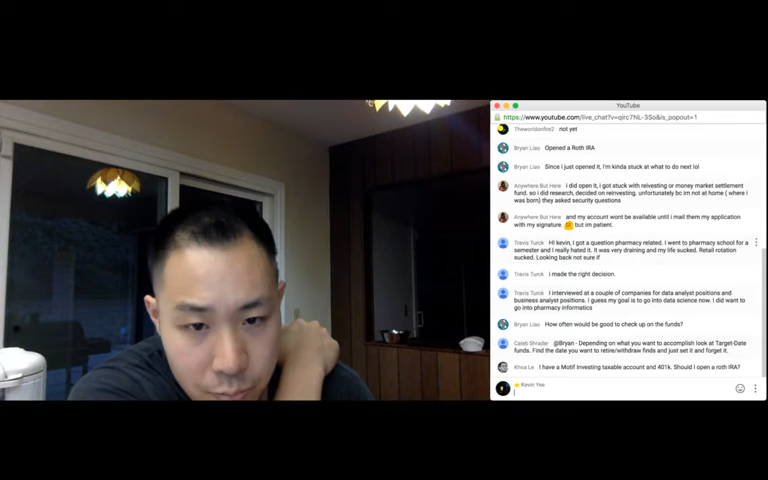 YouTube
https://www.youtube.com/live_chat?v=qirc7NL-3So&is_popout=1
Theworldonfire2 not yet
Bryan Liao Opened a Roth IRA
Bryan Liao Since i just opened it, I'm kinda stuck at what to do next lol
Anywhere But Here i did open it, i got stuck with reivesting or money market settlement
fund. so i did research, decided on reinvesting. unfortunately bc im not at home ( where i
was born) they asked security questions
Anywhere But Here and my account wont be available until i mail them my application
with my signature. but im patient.
Travis Turck Hi kevin, I got a question pharmacy related. I went to pharmacy school for a
semester and I really hated it. It was very draining and my life sucked. Retail rotation
sucked. Looking back not sure if
Travis Turck i made the right decision.
Travis Turck I interviewed at a couple of companies for data analyst positions and
business analyst positions. I guess my goal is to go into data science now. I did want to
go into pharmacy informatics
Bryan Liao How often would be good to check up on the funds?
Caleb Shrader @Bryan - Depending on what you want to accomplish look at Target-Date
funds. Find the date you want to retire/withdraw finds and just set it and forget it.
Khoa Le I have a Motif Investing taxable account and 401k. Should I open a roth IRA?
Kevin Yee